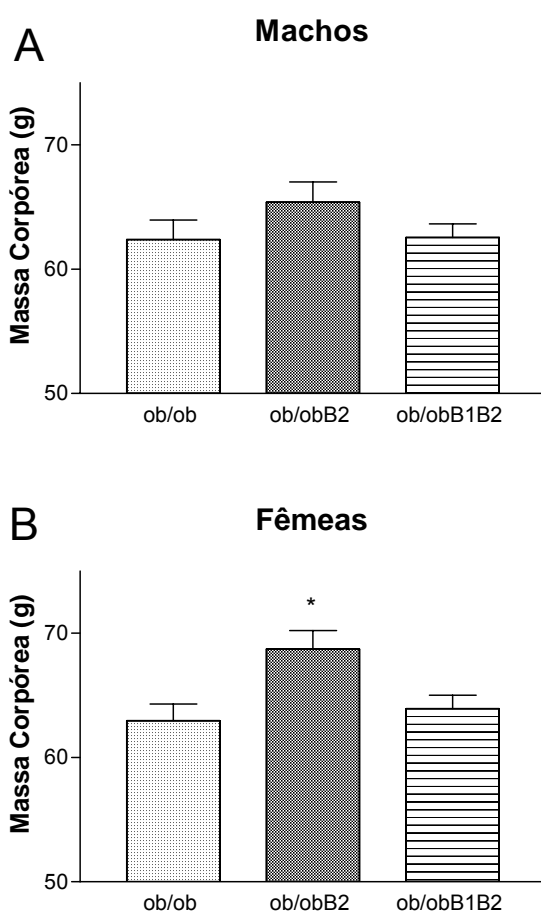 A
Machos
Massa Corpórea (g)
70
60
50
ob/ob ob/obB2 ob/obB1B2
B
Fêmeas
Massa Corpórea (g)
*
70
60
50
ob/ob ob/obB2 ob/obB1B2